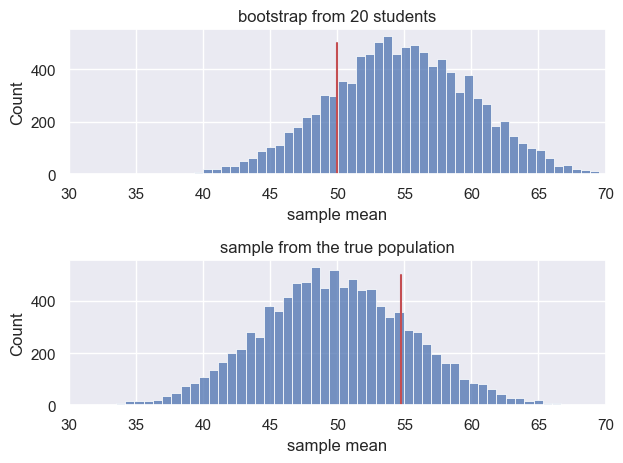 bootstrap from 20 students
Count
400
200
0
30 35 40 45 50 55 60 65 70
sample mean
sample from the true population
Count
400
200
0
30 35 40 45 50 55 60 65 70
sample mean